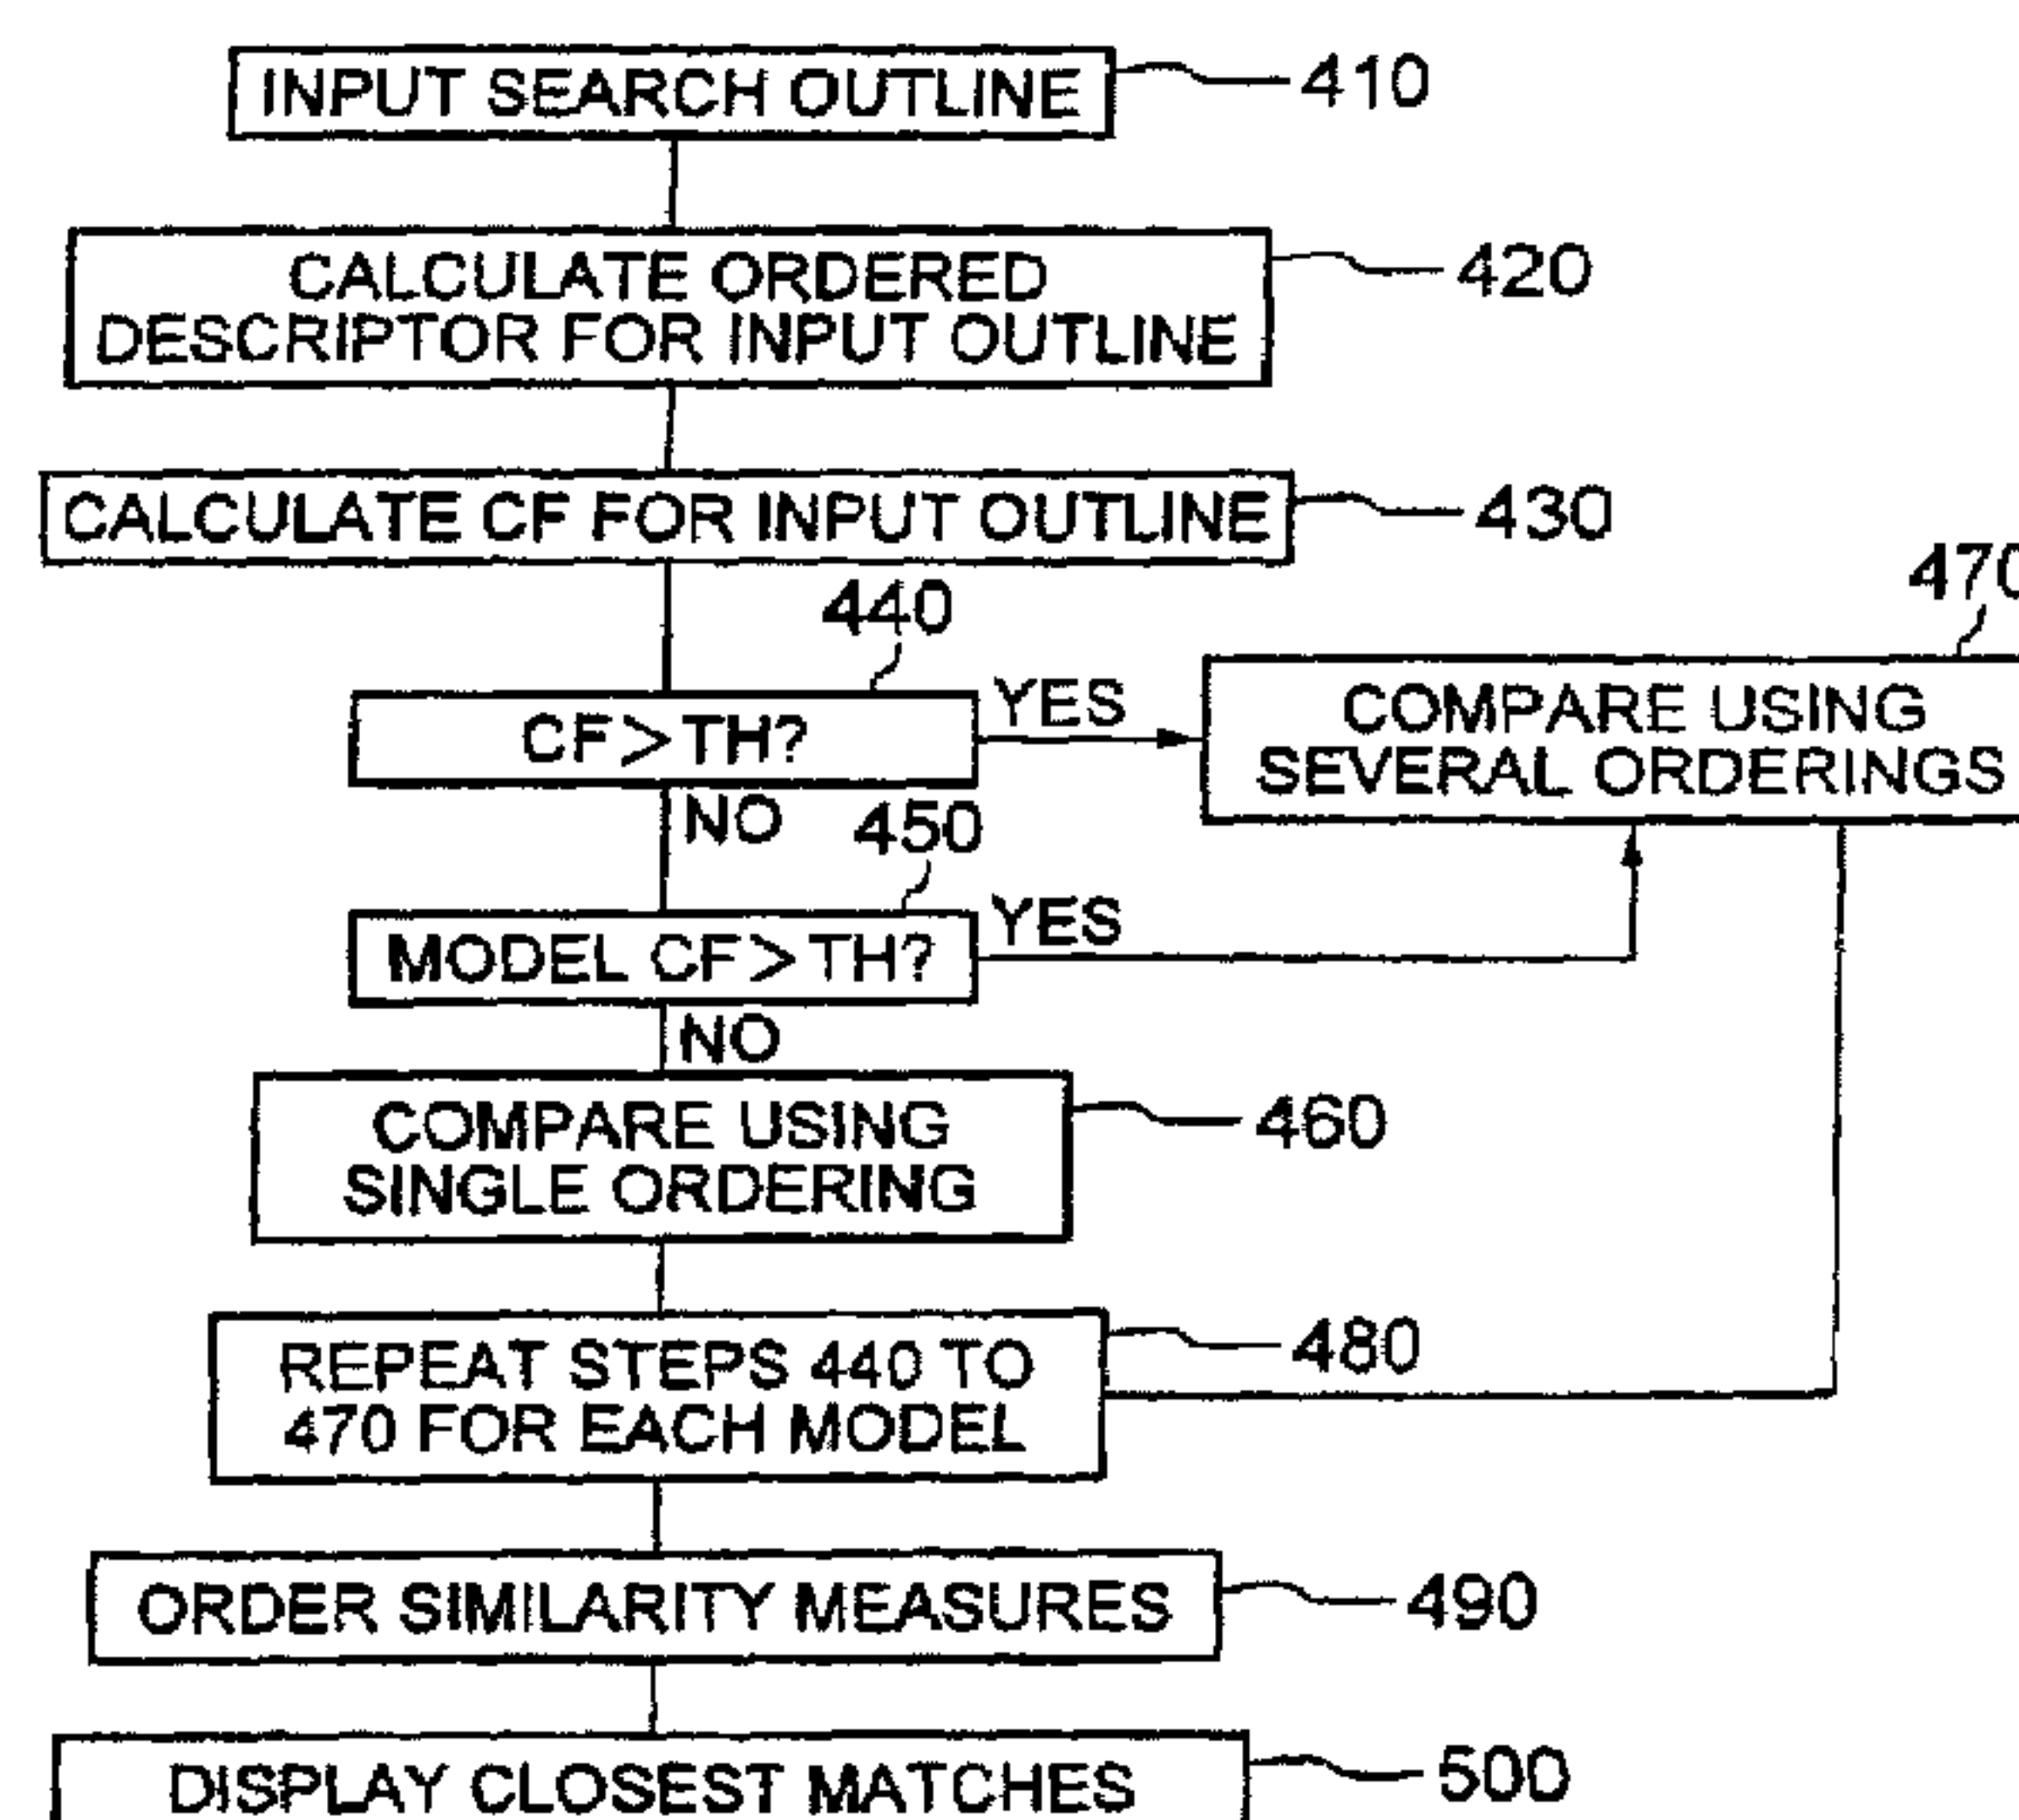 INPUT SEARCH OUTLINE
410
CALCULATE ORDERED
DESCRIPTOR FOR INPUT OUTLINE
420
CALCULATE CF FOR INPUT OUTLINE
430
440
470
CF>TH?
YES
COMPARE USING
SEVERAL ORDERINGS
NO
450
MODEL CF>TH?
YES
NO
COMPARE USING
SINGLE ORDERING
460
REPEAT STEPS 440 TO
470 FOR EACH MODEL
480
ORDER SIMILARITY MEASURES
490
DISPLAY CLOSEST MATCHES
500